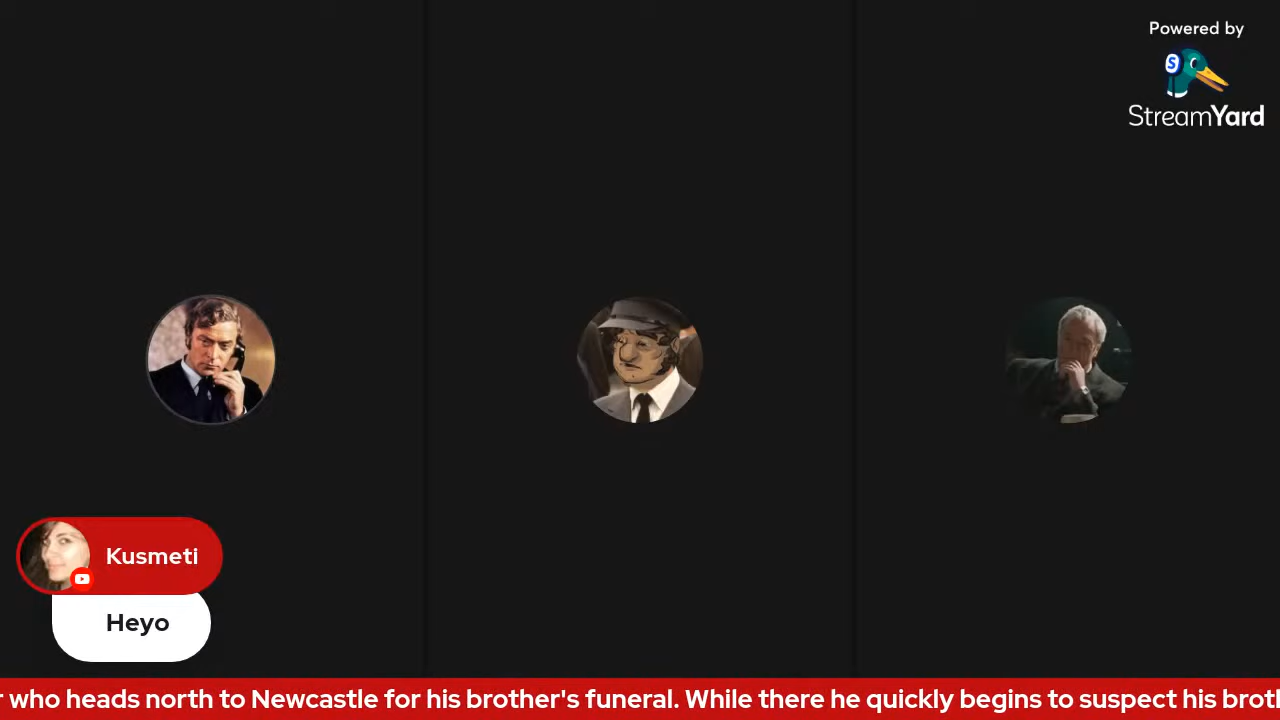 Powered by
S
StreamYard
Kusmeti
Heyo
who heads north to Newcastle for his brother's funeral. While there he quickly begins to suspect his